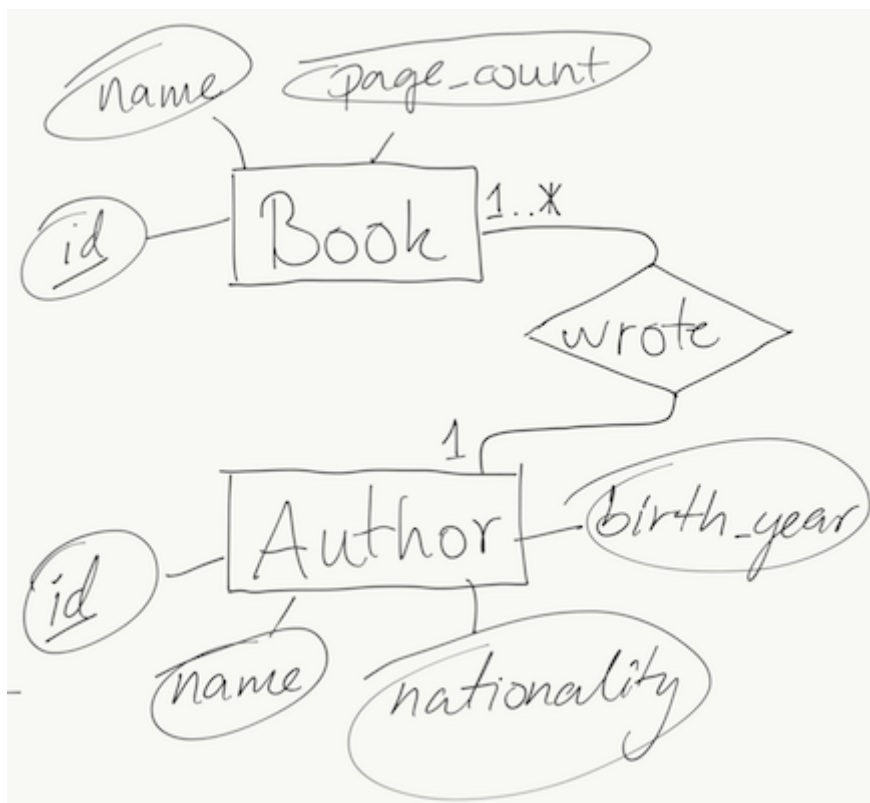 name
page_count
id
Book
1..*
wrote
1
Author
birth_year
id
name
nationality